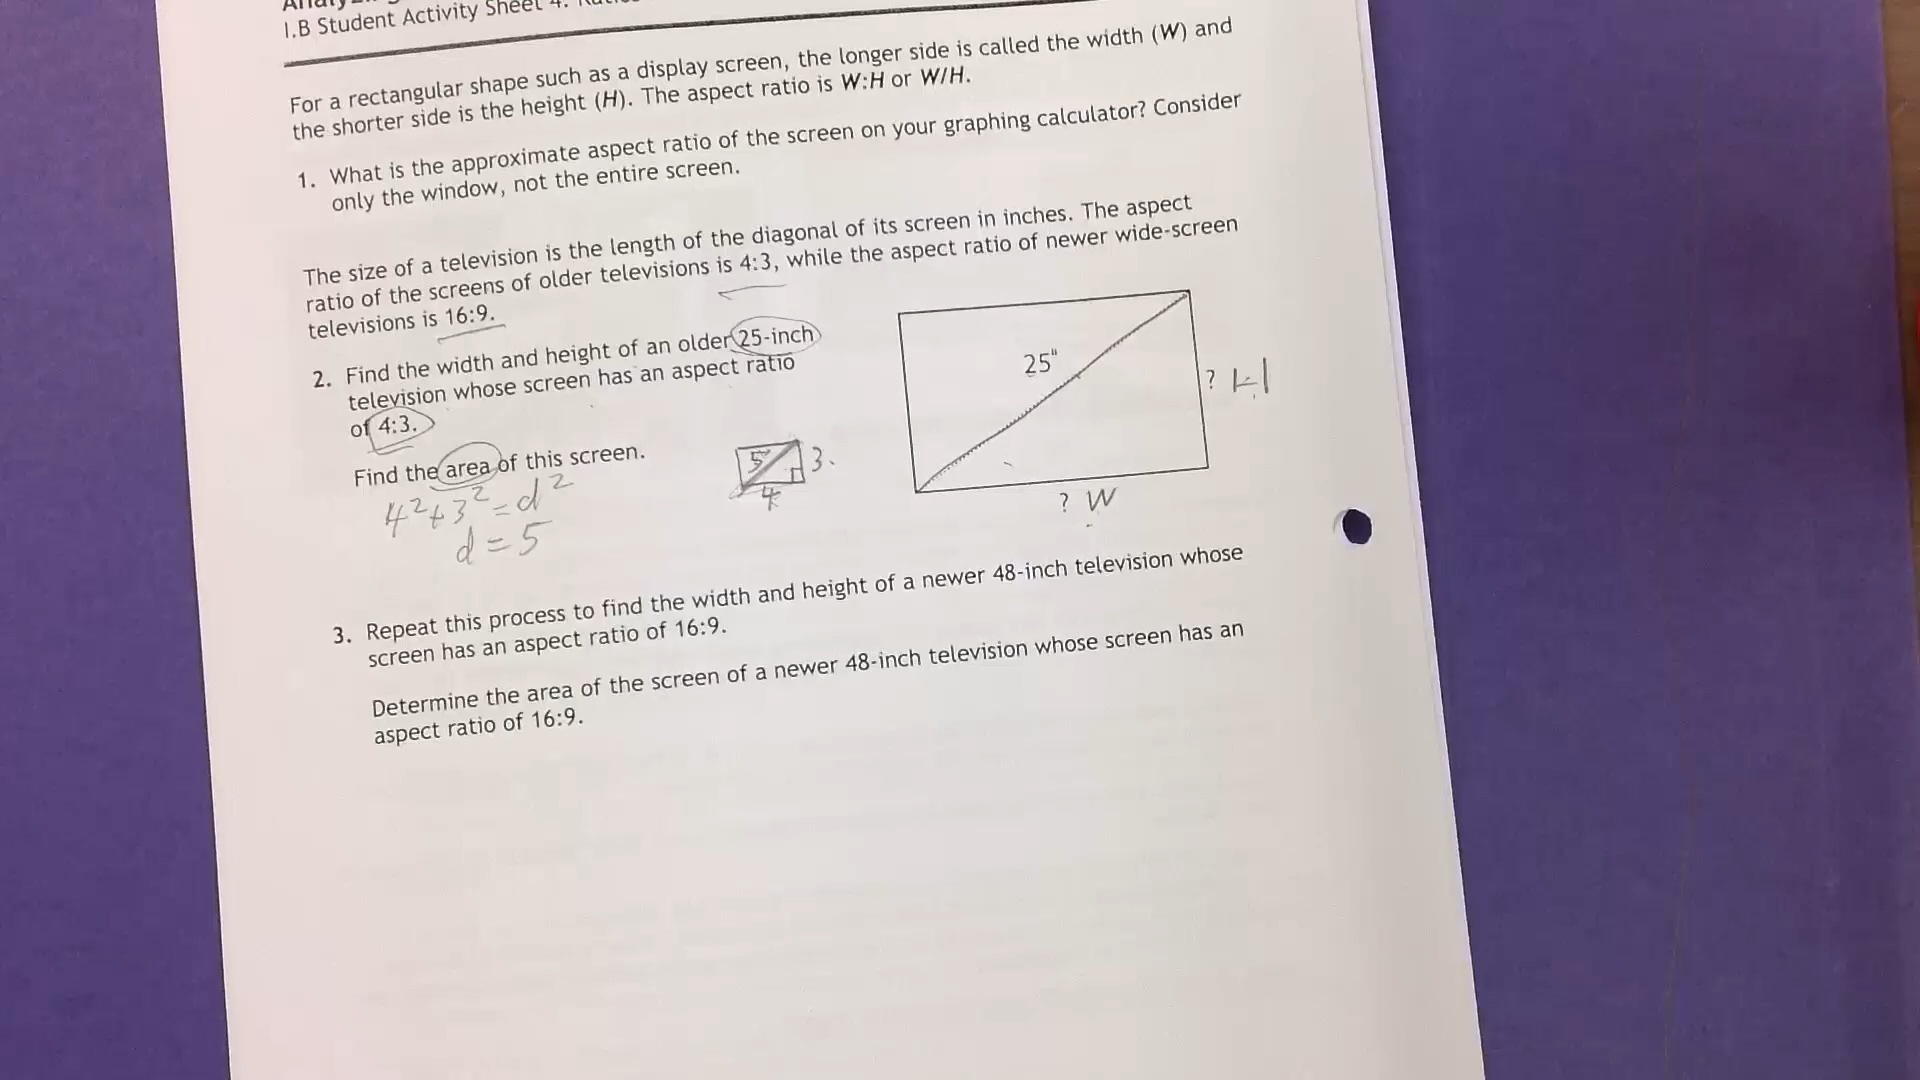 I.B Student Activity Sheet 4:
For a rectangular shape such as a display screen, the longer side is called the width (W) and
the shorter side is the height (H). The aspect ratio is W:H or W/H.
1. What is the approximate aspect ratio of the screen on your graphing calculator? Consider
only the window, not the entire screen.
The size of a television is the length of the diagonal of its screen in inches. The aspect
ratio of the screens of older televisions is 4:3, while the aspect ratio of newer wide-screen
televisions is 16:9.
2. Find the width and height of an older 25-inch
television whose screen has an aspect ratio
of 4:3.
Find the area of this screen.
4²+3²=d²
d=5
5
3.
4
25"
? H
? W
3. Repeat this process to find the width and height of a newer 48-inch television whose
screen has an aspect ratio of 16:9.
Determine the area of the screen of a newer 48-inch television whose screen has an
aspect ratio of 16:9.